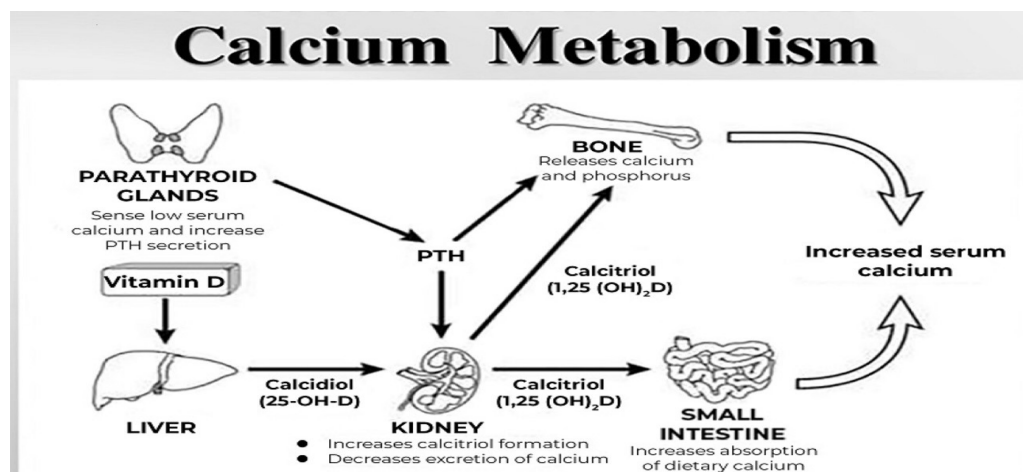 Calcium Metabolism
PARATHYROID
GLANDS
Sense low serum
calcium and increase
PTH secretion
BONE
Releases calcium
and phosphorus
PTH
Increased serum
calcium
Vitamin D
Calcitriol
(1,25 (OH)₂D)
LIVER
Calcidiol
(25-OH-D)
KIDNEY
● Increases calcitriol formation
● Decreases excretion of calcium
Calcitriol
(1,25 (OH)₂D)
SMALL
INTESTINE
Increases absorption
of dietary calcium